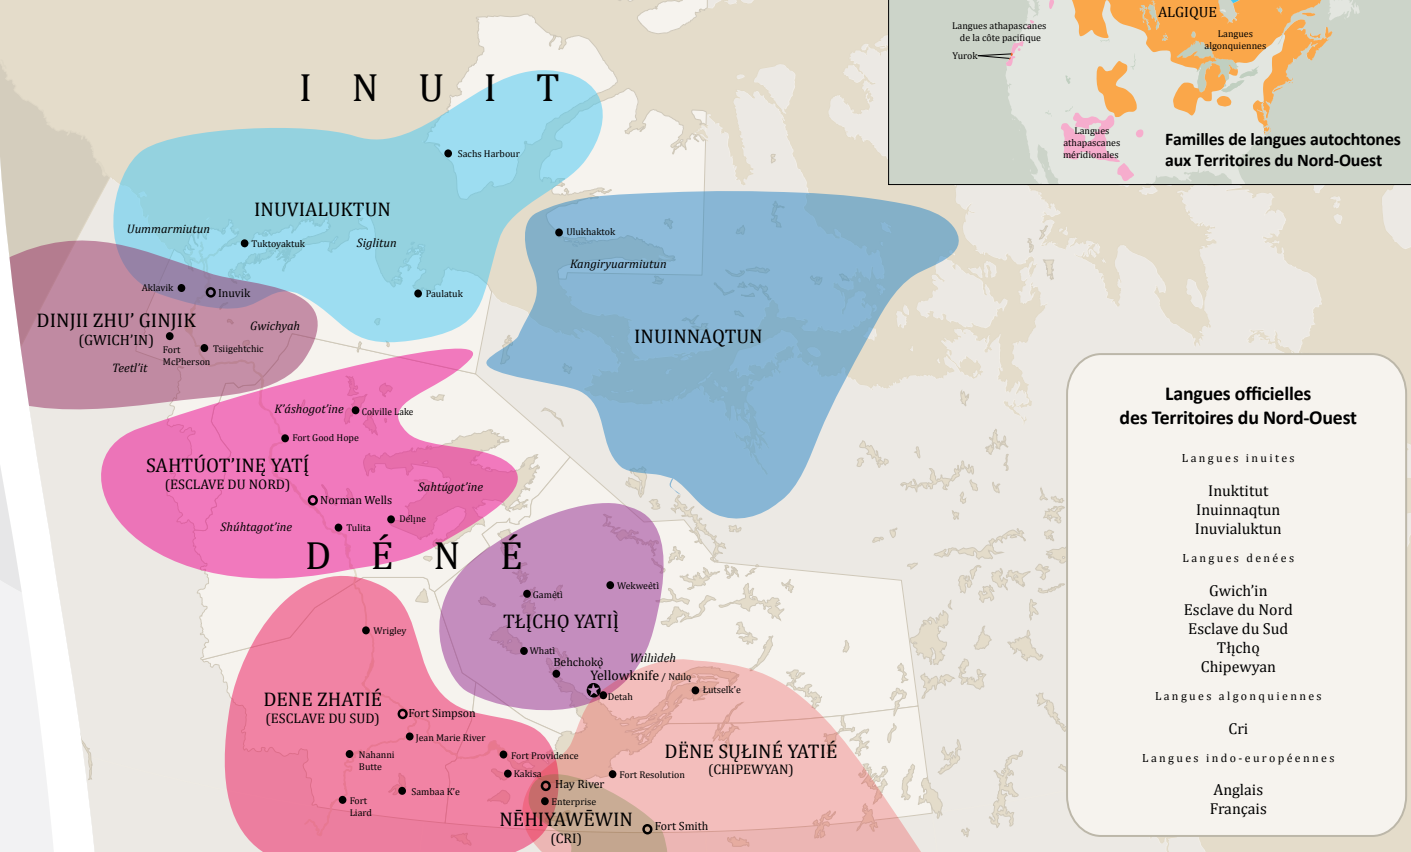 Langues athapascanes
de la côte pacifique
Yurok
ALGIQUE
Langues
algonquiennes
Langues
athapascanes
méridionales
Familles de langues autochtones
aux Territoires du Nord-Ouest
I N U I T
Sachs Harbour
INUVIALUKTUN
Uummarmiutun
Tuktoyaktuk
Siglitun
Ulukhaktok
Kangiryuarmiutun
Aklavik
Inuvik
Paulatuk
DINJII ZHU’ GINJIK
(GWICH’IN)
Gwichyah
Fort
McPherson
Tsiigehtchic
Teetl’it
INUINNAQTUN
K’áshogot’ine
Colville Lake
Fort Good Hope
SAHTÚOT’INĘ YATĺ̨
(ESCLAVE DU NORD)
Sahtúgot’ine
Norman Wells
Shúhtagot’ine
Tulita
Délįne
D É N É
Gamètì
Wekweètì
TŁĮCHǪ YATIĮ̀
Wrigley
Whatì
Behchokǫ̀
Wıìlıìdeh
Yellowknife / Ndilǫ
Detah
Łutselk’e
DENE ZHATIÉ
(ESCLAVE DU SUD)
Fort Simpson
Jean Marie River
Nahanni
Butte
Fort Providence
Kakisa
Hay River
Enterprise
Sambaa K’e
Fort
Liard
DËNE SŲŁINÉ YATIÉ
(CHIPEWYAN)
Fort Resolution
NĒHIYAWĒWIN
(CRI)
Fort Smith
Langues officielles
des Territoires du Nord-Ouest
Langues inuites
Inuktitut
Inuinnaqtun
Inuvialuktun
Langues denées
Gwich’in
Esclave du Nord
Esclave du Sud
Tłįchǫ
Chipewyan
Langues algonquiennes
Cri
Langues indo-européennes
Anglais
Français